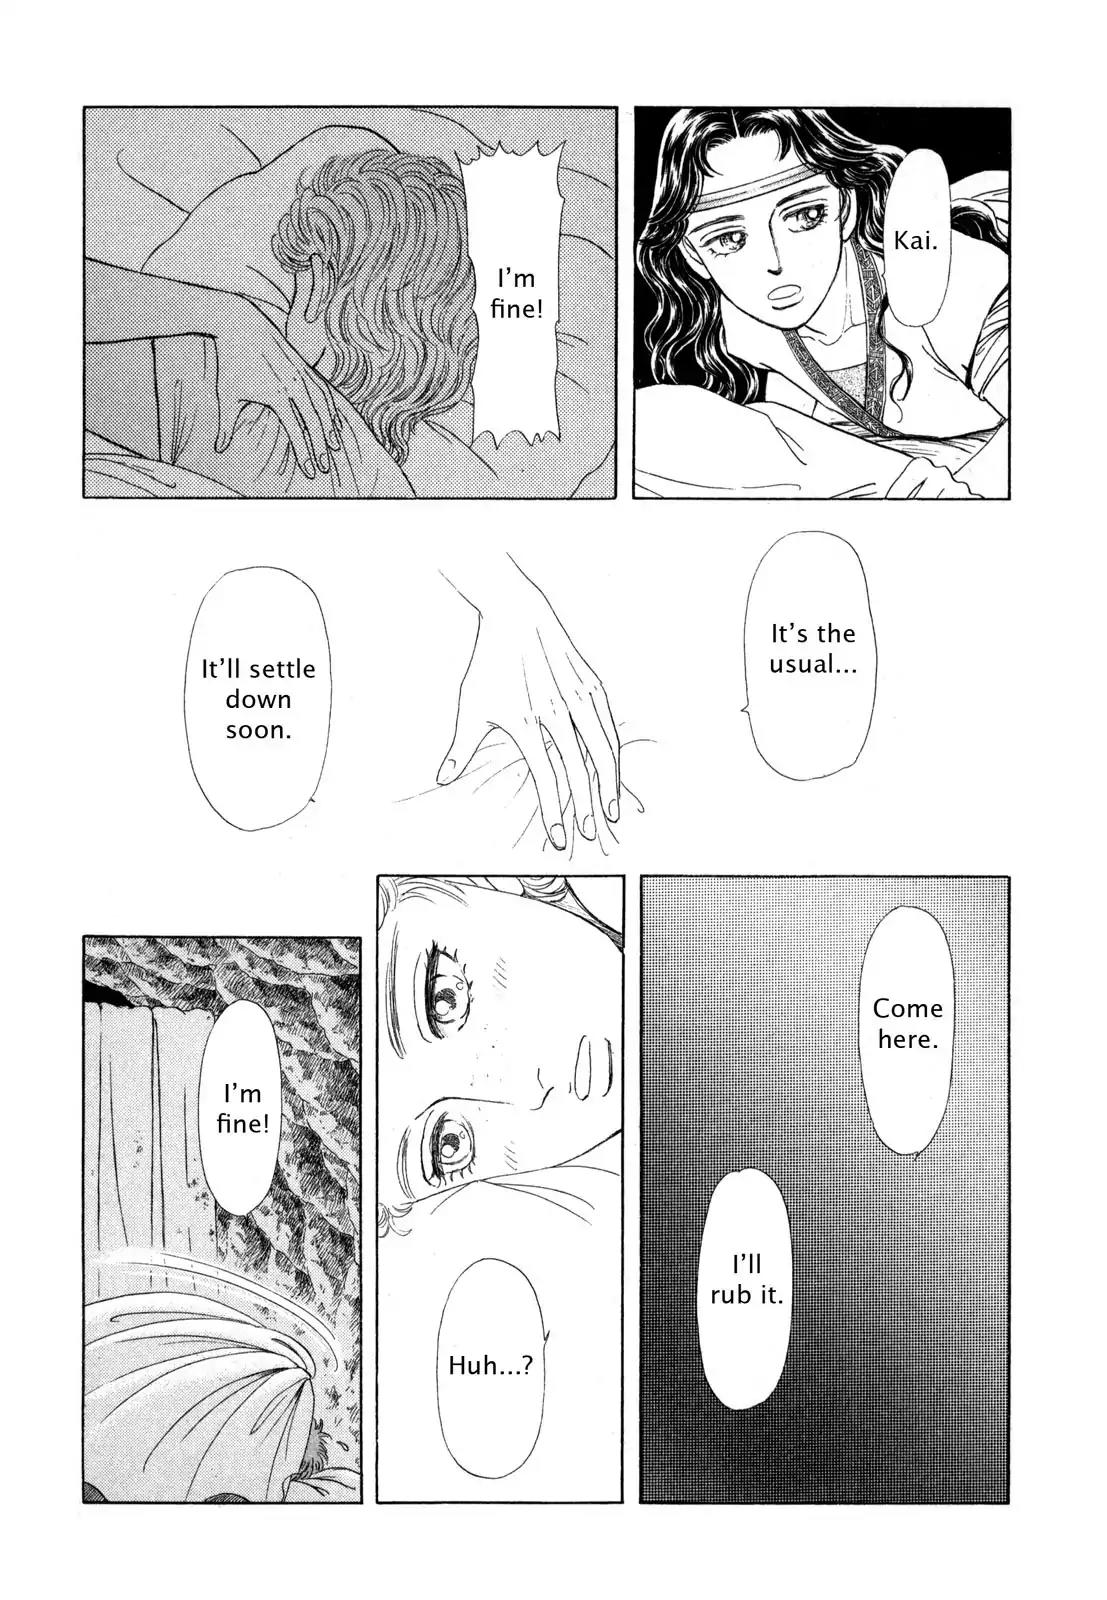 Kai.
I'm
fine!
It's the
usual...
It'll settle
down
soon.
Come
here.
I'll
rub it.
Huh...?
I'm
fine!